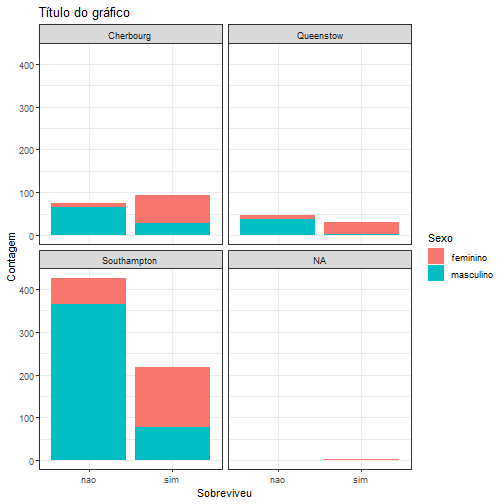 Título do gráfico
Cherbourg
Queenstow
400
300
200
100
0
Southampton
NA
400
300
200
100
0
nao
sim
nao
sim
Sobreviveu
Contagem
Sexo
feminino
masculino